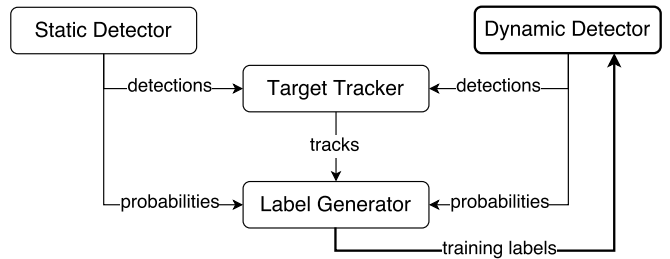 Static Detector
Dynamic Detector
detections
Target Tracker
detections
tracks
probabilities
Label Generator
probabilities
training labels